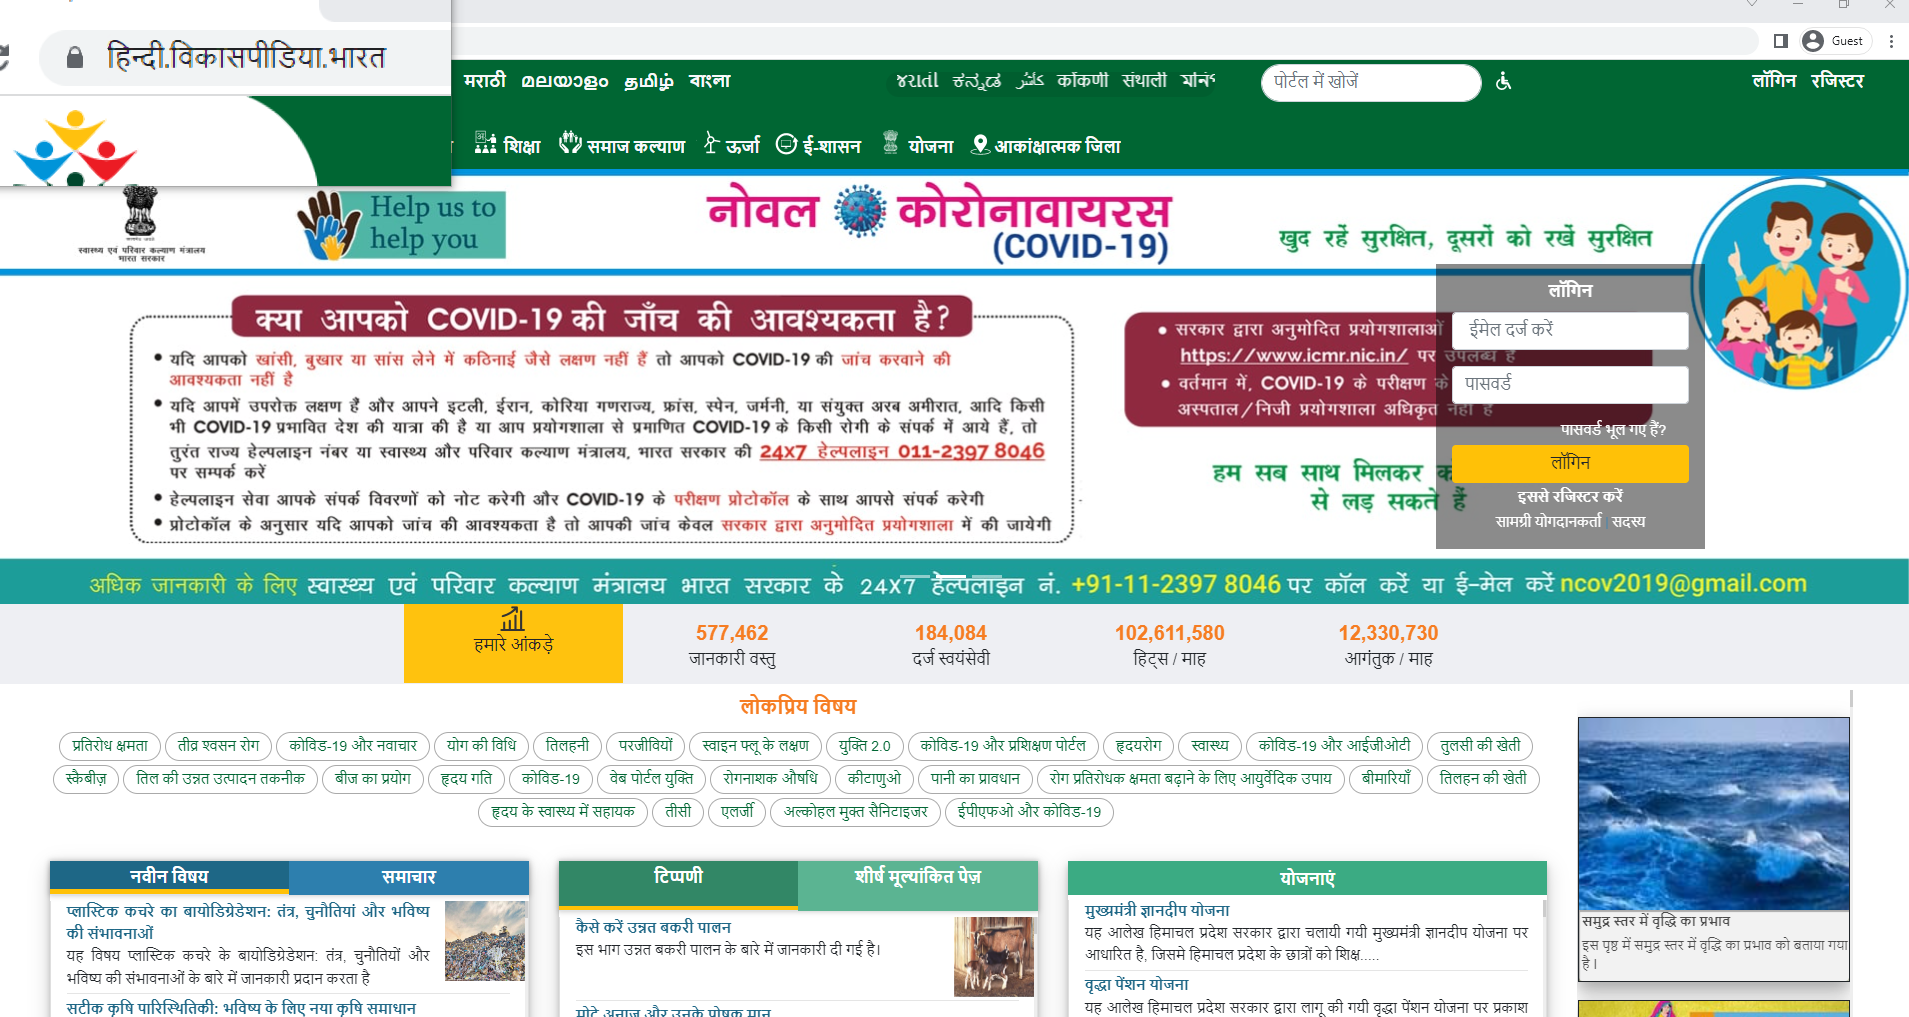 Guest
हिन्दी.विकासपीडिया.भारत
मराठी മലയാളം தமிழ் বাংলা
ಕನ್ನಡ کٲشُر कोंकणी संथाली
पोर्टल में खोजें
लॉगिन रजिस्टर
शिक्षा समाज कल्याण ऊर्जा ई-शासन योजना आकांक्षात्मक जिला
स्वास्थ्य एवं परिवार कल्याण मंत्रालय
भारत सरकार
Help us to
help you
नोवल कोरोनावायरस
(COVID-19)
खुद रहें सुरक्षित, दूसरों को रखें सुरक्षित
क्या आपको COVID-19 की जाँच की आवश्यकता है?
• यदि आपको खांसी, बुखार या सांस लेने में कठिनाई जैसे लक्षण नहीं हैं तो आपको COVID-19 की जांच करवाने की
आवश्यकता नहीं है
• यदि आपमें उपरोक्त लक्षण हैं और आपने इटली, ईरान, कोरिया गणराज्य, फ्रांस, स्पेन, जर्मनी, या संयुक्त अरब अमीरात, आदि किसी
भी COVID-19 प्रभावित देश की यात्रा की है या आप प्रयोगशाला से प्रमाणित COVID-19 के किसी रोगी के संपर्क में आये हैं, तो
तुरंत राज्य हेल्पलाइन नंबर या स्वास्थ्य और परिवार कल्याण मंत्रालय, भारत सरकार की 24X7 हेल्पलाइन 011-2397 8046
पर सम्पर्क करें
• हेल्पलाइन सेवा आपके संपर्क विवरणों को नोट करेगी और COVID-19 के परीक्षण प्रोटोकॉल के साथ आपसे संपर्क करेगी
• प्रोटोकॉल के अनुसार यदि आपको जांच की आवश्यकता है तो आपकी जांच केवल सरकार द्वारा अनुमोदित प्रयोगशाला में की जायेगी
• सरकार द्वारा अनुमोदित प्रयोगशालाओं
https://www.icmr.nic.in/ पर उपलब्ध हैं
• वर्तमान में, COVID-19 के परीक्षण के
अस्पताल/निजी प्रयोगशाला अधिकृत नहीं है
हम सब साथ मिलकर
से लड़ सकते हैं
लॉगिन
ईमेल दर्ज करें
पासवर्ड
पासवर्ड भूल गए हैं?
लॉगिन
इससे रजिस्टर करें
सामग्री योगदानकर्ता | सदस्य
अधिक जानकारी के लिए स्वास्थ्य एवं परिवार कल्याण मंत्रालय भारत सरकार के 24X7 हेल्पलाइन नं. +91-11-2397 8046 पर कॉल करें या ई-मेल करें ncov2019@gmail.com
हमारे आंकड़े
577,462 184,084 102,611,580 12,330,730
जानकारी वस्तु दर्ज स्वयंसेवी हिट्स / माह आगंतुक / माह
लोकप्रिय विषय
प्रतिरोध क्षमता तीव्र श्वसन रोग कोविड-19 और नवाचार योग की विधि तिलहनी परजीवियों स्वाइन फ्लू के लक्षण युक्ति 2.0 कोविड-19 और प्रशिक्षण पोर्टल हृदयरोग स्वास्थ्य कोविड-19 और आईजीओटी तुलसी की खेती
स्कैबीज़ तिल की उन्नत उत्पादन तकनीक बीज का प्रयोग हृदय गति कोविड-19 वेब पोर्टल युक्ति रोगनाशक औषधि कीटाणुओ पानी का प्रावधान रोग प्रतिरोधक क्षमता बढ़ाने के लिए आयुर्वेदिक उपाय बीमारियाँ तिलहन की खेती
हृदय के स्वास्थ्य में सहायक तीसी एलर्जी अल्कोहल मुक्त सैनिटाइजर ईपीएफओ और कोविड-19
नवीन विषय समाचार
प्लास्टिक कचरे का बायोडिग्रेडेशन: तंत्र, चुनौतियां और भविष्य
की संभावनाओं
यह विषय प्लास्टिक कचरे के बायोडिग्रेडेशन: तंत्र, चुनौतियों और
भविष्य की संभावनाओं के बारे में जानकारी प्रदान करता है
सटीक कृषि पारिस्थितिकी: भविष्य के लिए नया कृषि समाधान
टिप्पणी शीर्ष मूल्यांकित पेज़
कैसे करें उन्नत बकरी पालन
इस भाग उन्नत बकरी पालन के बारे में जानकारी दी गई है।
मोटे अनाज और उनके पोषक मान
योजनाएं
मुख्यमंत्री ज्ञानदीप योजना
यह आलेख हिमाचल प्रदेश सरकार द्वारा चलायी गयी मुख्यमंत्री ज्ञानदीप योजना पर
आधारित है, जिसमे हिमाचल प्रदेश के छात्रों को शिक्ष.....
वृद्धा पेंशन योजना
यह आलेख हिमाचल प्रदेश सरकार द्वारा लागू की गयी वृद्धा पेंशन योजना पर प्रकाश
समुद्र स्तर में वृद्धि का प्रभाव
इस पृष्ठ में समुद्र स्तर में वृद्धि का प्रभाव को बताया गया
है।